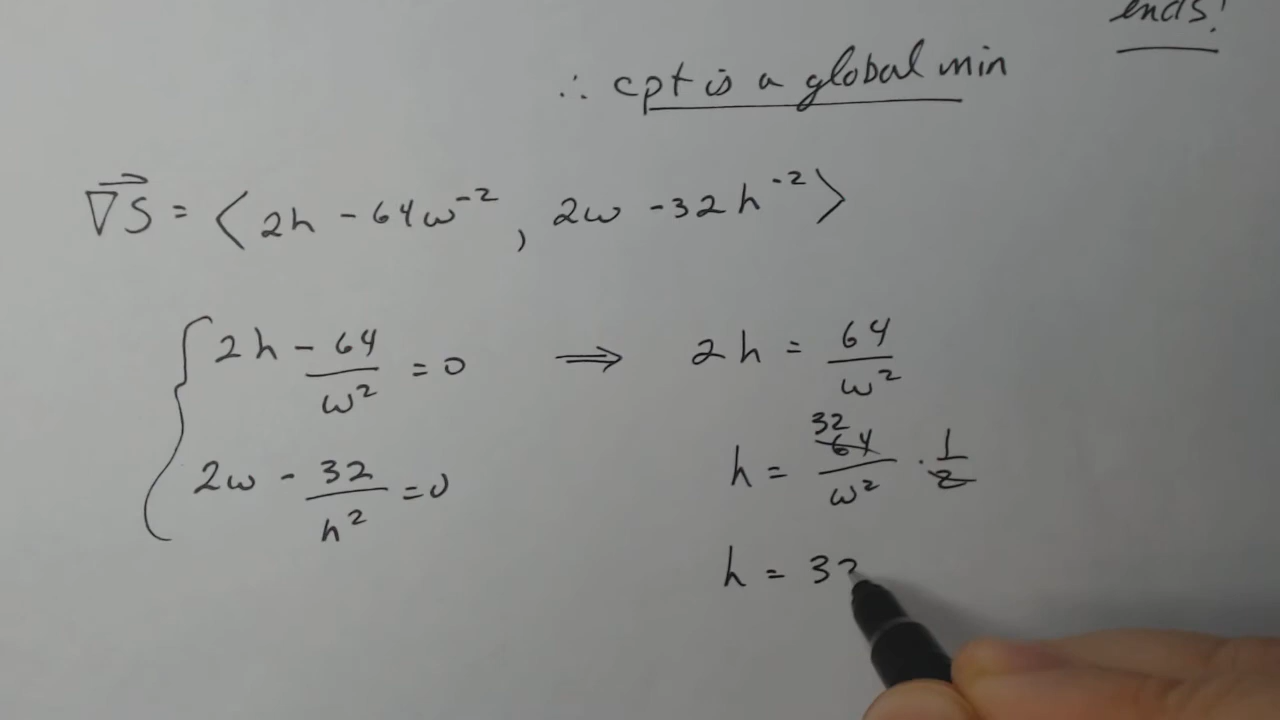 ends!
∴ cpt is a global min
∇S = ⟨2h - 64w⁻², 2w - 32h⁻²⟩
2h - 64/w² = 0 ⟹ 2h = 64/w²
h = 32 64/w² · 1/2
2w - 32/h² = 0
h = 32